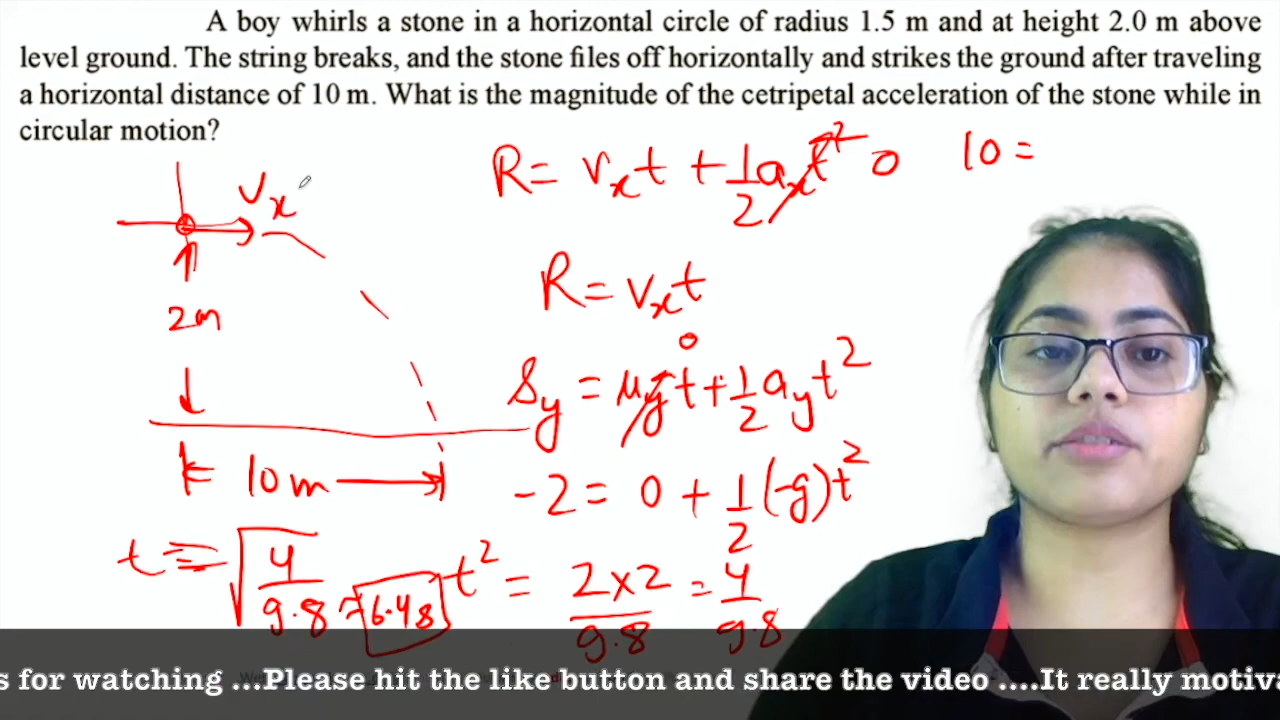 A boy whirls a stone in a horizontal circle of radius 1.5 m and at height 2.0 m above
level ground. The string breaks, and the stone files off horizontally and strikes the ground after traveling
a horizontal distance of 10 m. What is the magnitude of the cetripetal acceleration of the stone while in
circular motion?
R = vₓt + 1/2 aₓt² 0
10 =
Vₓ
R = vₓt
2m
0
Sy = uyt + 1/2 ayt²
10 m
-2 = 0 + 1/2 (-g)t²
t = √4/9.8 = 6.48
t² = 2×2/9.8 = 4/9.8
s for watching ...Please hit the like button and share the video ....It really motiva